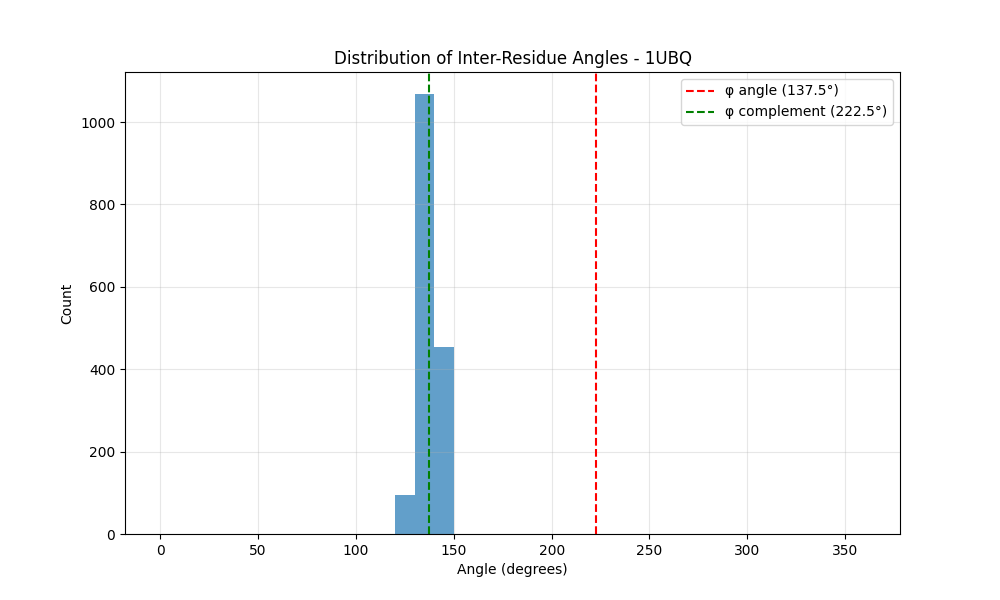 Distribution of Inter-Residue Angles - 1UBQ
φ angle (137.5°)
φ complement (222.5°)
1000
800
600
400
200
0
Count
0 50 100 150 200 250 300 350
Angle (degrees)